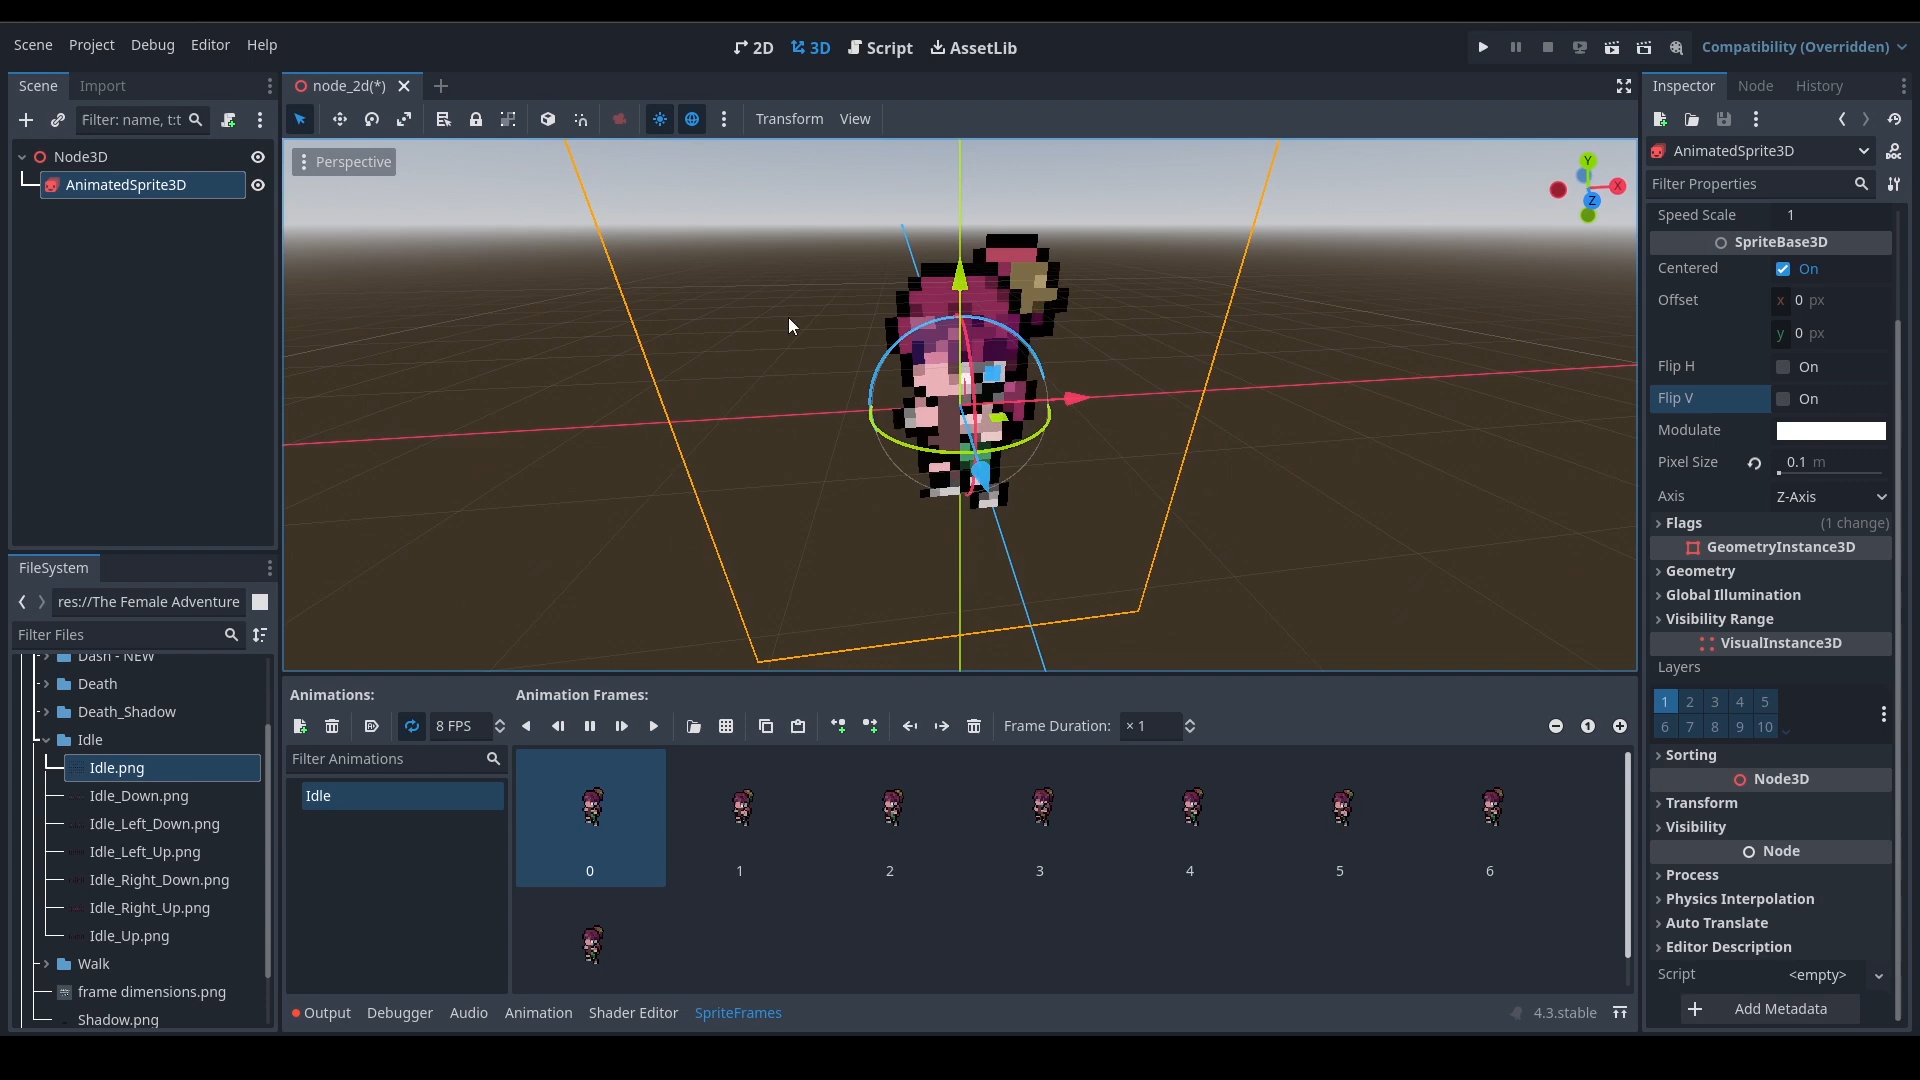 Scene Project Debug Editor Help
2D 3D Script AssetLib
Compatibility (Overridden)
Scene Import
node_2d(*)
Inspector Node History
Filter: name, t:t
Transform View
Node3D
AnimatedSprite3D
Perspective
Y
X
Z
AnimatedSprite3D
Filter Properties
Speed Scale 1
SpriteBase3D
Centered On
Offset x 0 px
y 0 px
Flip H On
Flip V On
Modulate
Pixel Size 0.1 m
Axis Z-Axis
Flags (1 change)
GeometryInstance3D
Geometry
Global Illumination
Visibility Range
VisualInstance3D
Layers
1 2 3 4 5
6 7 8 9 10
Sorting
Node3D
Transform
Visibility
Node
Process
Physics Interpolation
Auto Translate
Editor Description
Script <empty>
Add Metadata
FileSystem
res://The Female Adventure
Filter Files
Dash - NEW
Death
Death_Shadow
Idle
Idle.png
Idle_Down.png
Idle_Left_Down.png
Idle_Left_Up.png
Idle_Right_Down.png
Idle_Right_Up.png
Idle_Up.png
Walk
frame dimensions.png
Shadow.png
Animations: Animation Frames:
8 FPS Frame Duration: × 1
1
Filter Animations
Idle
0 1 2 3 4 5 6
Output Debugger Audio Animation Shader Editor SpriteFrames
4.3.stable